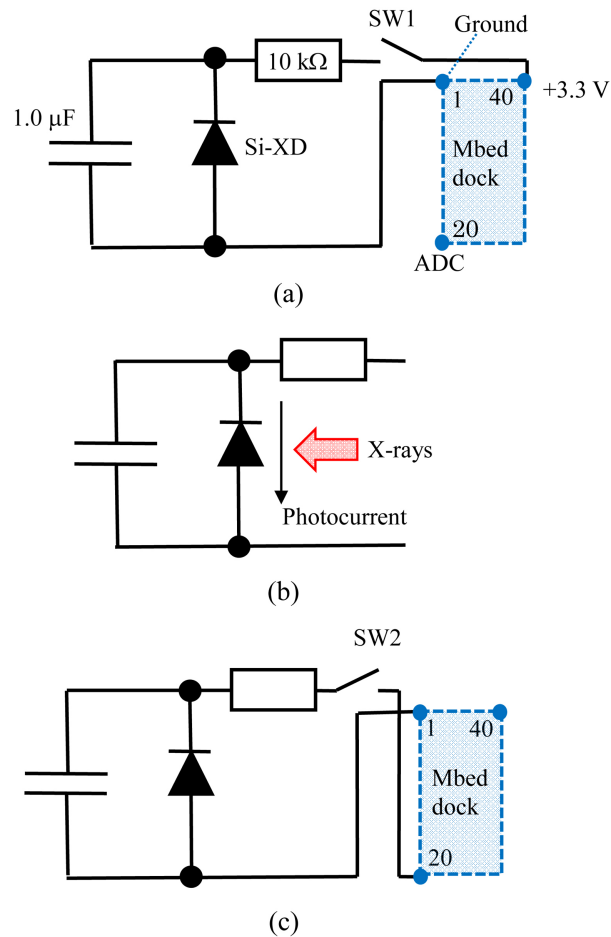 SW1
Ground
10 kΩ
1 40
+3.3 V
1.0 µF
Si-XD
Mbed
dock
20
ADC
(a)
X-rays
Photocurrent
(b)
SW2
1 40
Mbed
dock
20
(c)